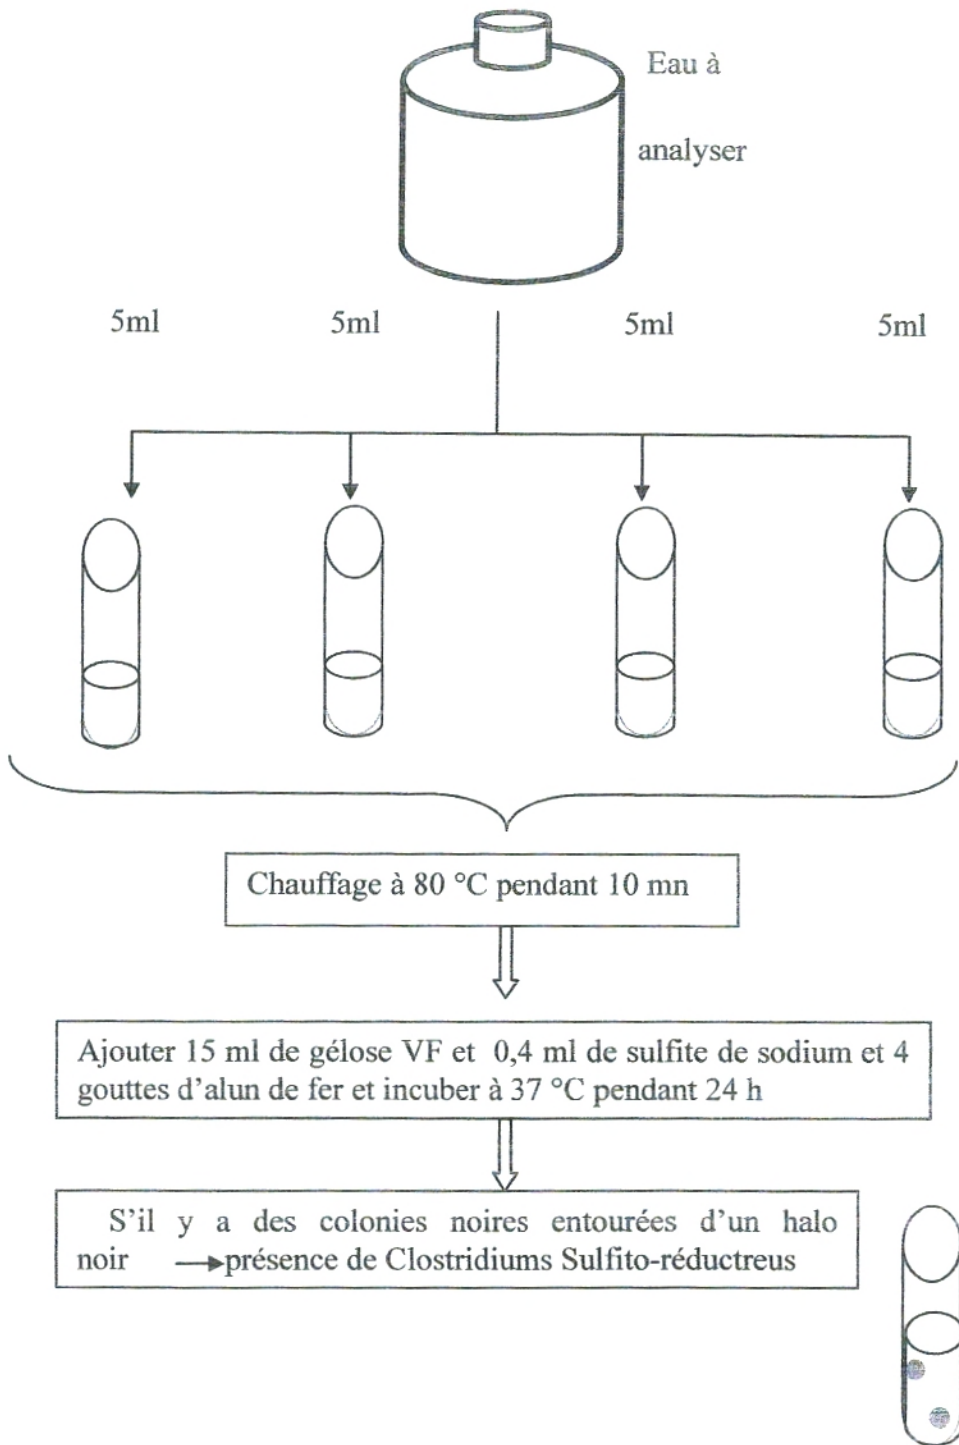 Eau à
analyser
5ml 5ml 5ml 5ml
Chauffage à 80 °C pendant 10 mn
Ajouter 15 ml de gélose VF et 0,4 ml de sulfite de sodium et 4
gouttes d’alun de fer et incuber à 37 °C pendant 24 h
S’il y a des colonies noires entourées d’un halo
noir →présence de Clostridiums Sulfito-réductreus